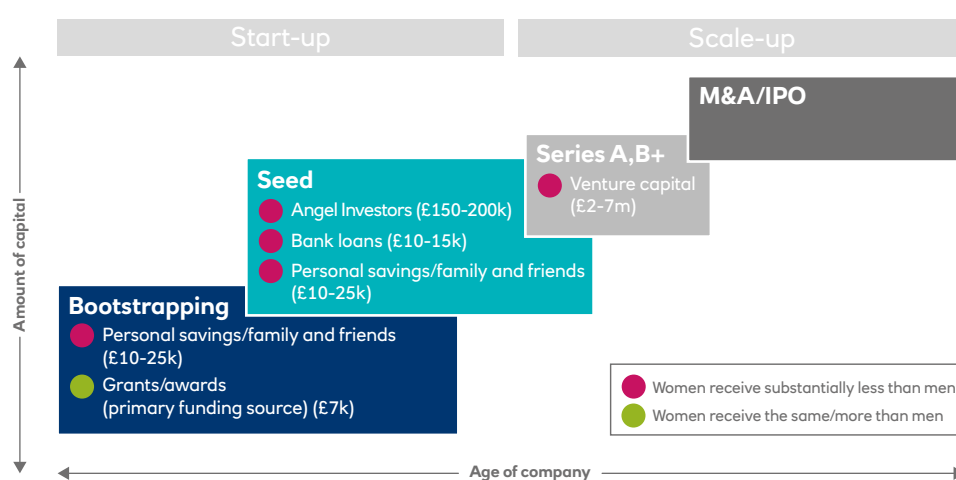 Start-up
Scale-up
M&A/IPO
Series A,B+
Venture capital
(£2-7m)
Seed
Angel Investors (£150-200k)
Bank loans (£10-15k)
Personal savings/family and friends
(£10-25k)
Bootstrapping
Personal savings/family and friends
(£10-25k)
Grants/awards
(primary funding source) (£7k)
Women receive substantially less than men
Women receive the same/more than men
Amount of capital
Age of company